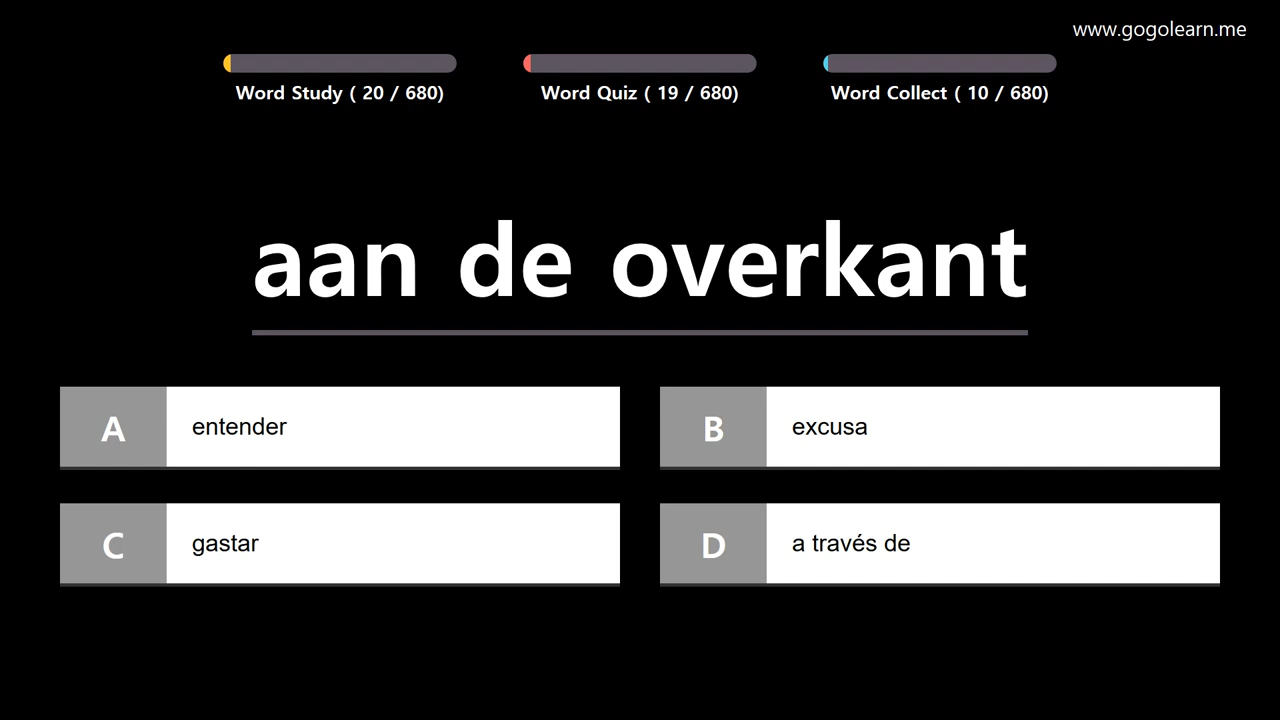 www.gogolearn.me
Word Study ( 20 / 680)
Word Quiz ( 19 / 680)
Word Collect ( 10 / 680)
aan de overkant
A entender
B excusa
C gastar
D a través de